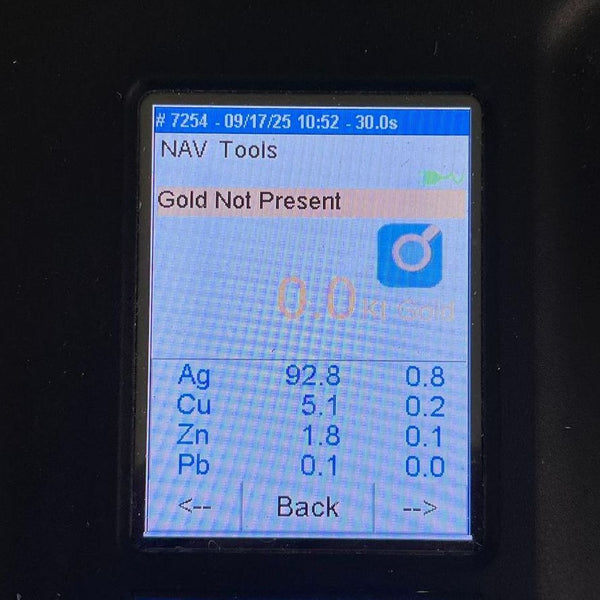 # 7254 - 09/17/25 10:52 - 30.0s
NAV Tools
Gold Not Present
0.0 Kt Gold
Ag 92.8 0.8
Cu 5.1 0.2
Zn 1.8 0.1
Pb 0.1 0.0
<-- Back -->